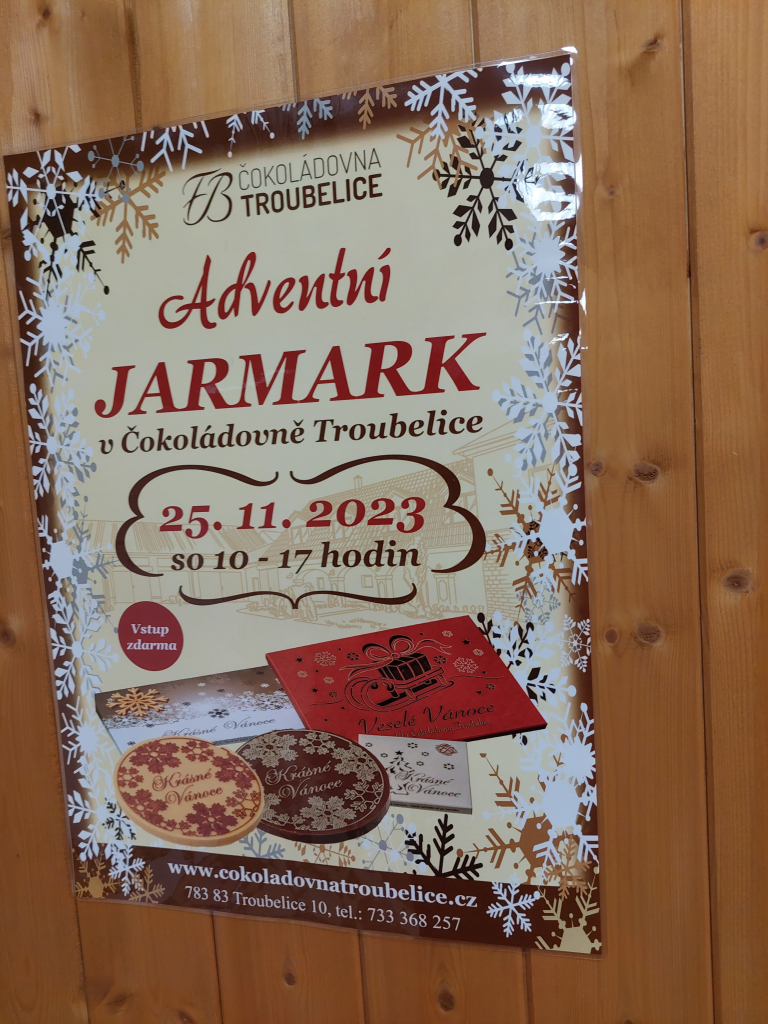 FB ČOKOLÁDOVNA
TROUBELICE
Adventní
JARMARK
v Čokoládovně Troubelice
25. 11. 2023
so 10 - 17 hodin
Vstup
zdarma
Veselé Vánoce
Krásné Vánoce
Krásné
Vánoce
Krásné
Vánoce
Krásné
Vánoce
www.cokoladovnatroubelice.cz
783 83 Troubelice 10, tel.: 733 368 257